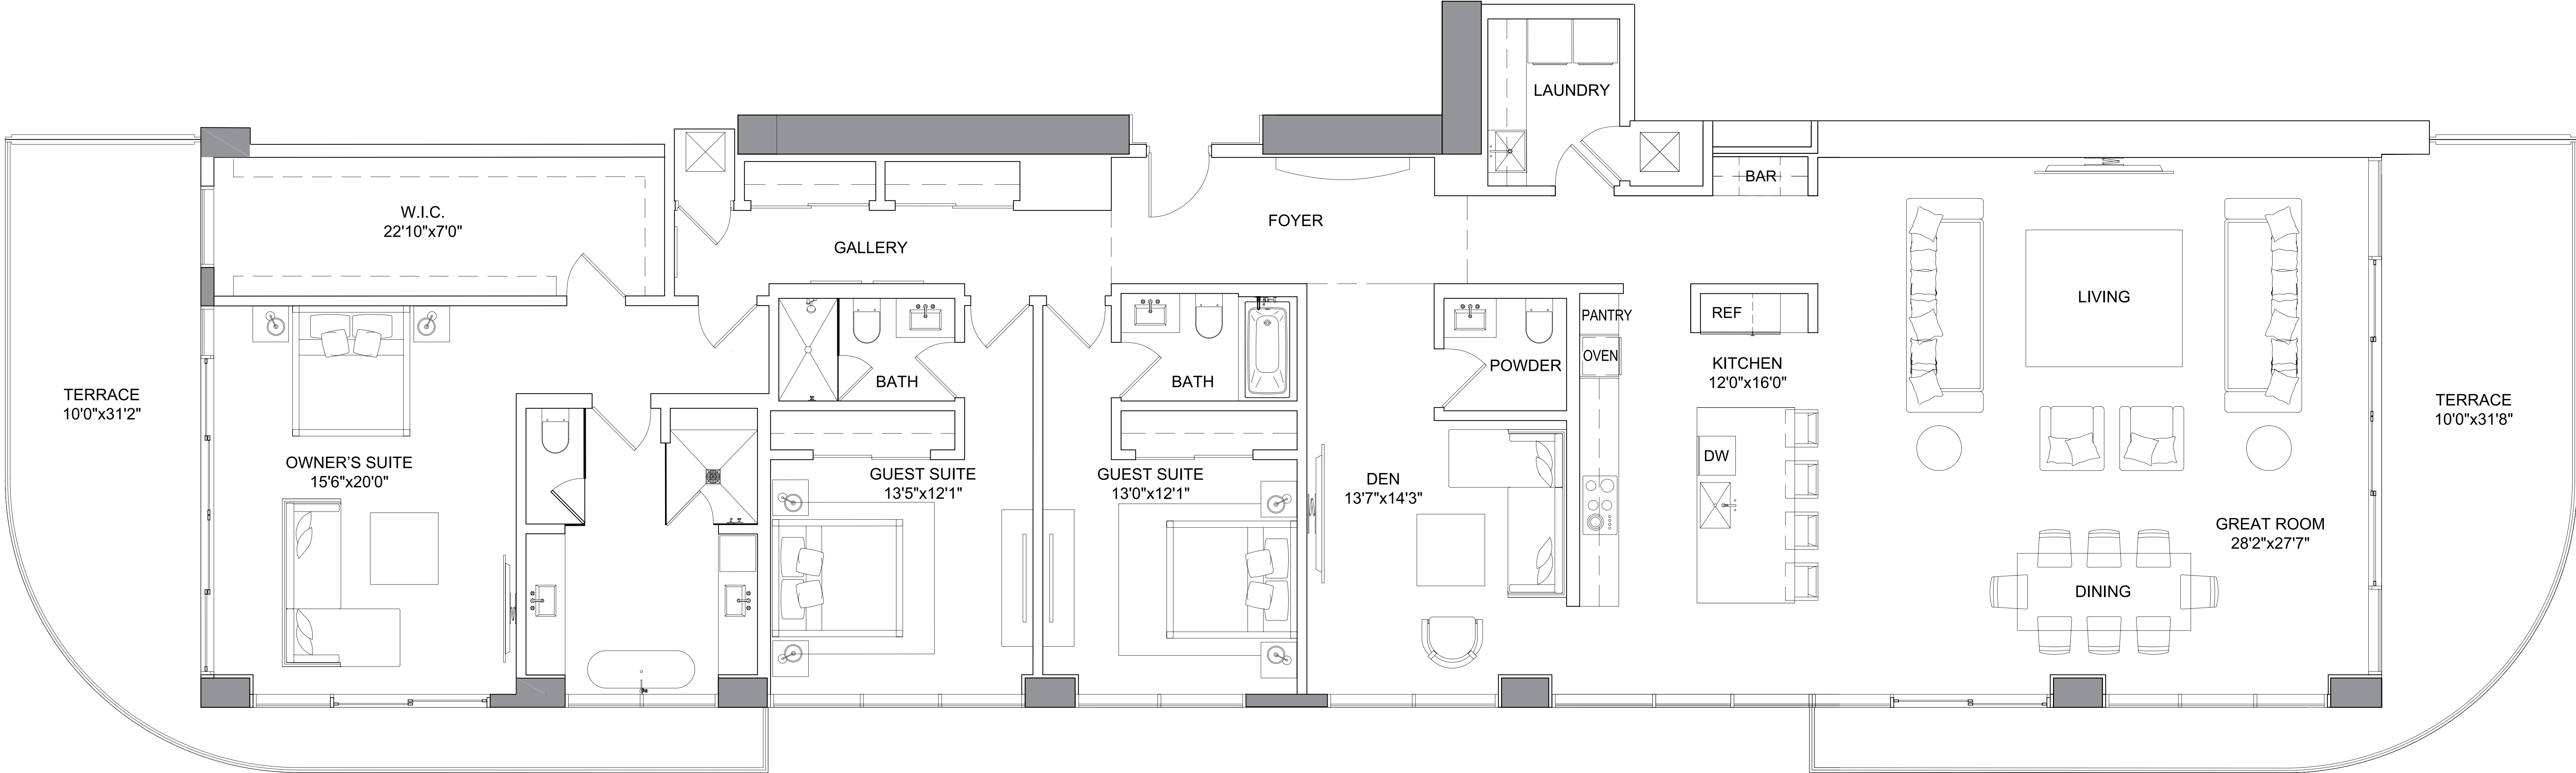 LAUNDRY
BAR
W.I.C.
22'10"x7'0"
FOYER
GALLERY
LIVING
REF
PANTRY
OVEN
KITCHEN
12'0"x16'0"
POWDER
BATH
BATH
TERRACE
10'0"x31'2"
TERRACE
10'0"x31'8"
OWNER'S SUITE
15'6"x20'0"
GUEST SUITE
13'5"x12'1"
GUEST SUITE
13'0"x12'1"
DEN
13'7"x14'3"
DW
GREAT ROOM
28'2"x27'7"
DINING